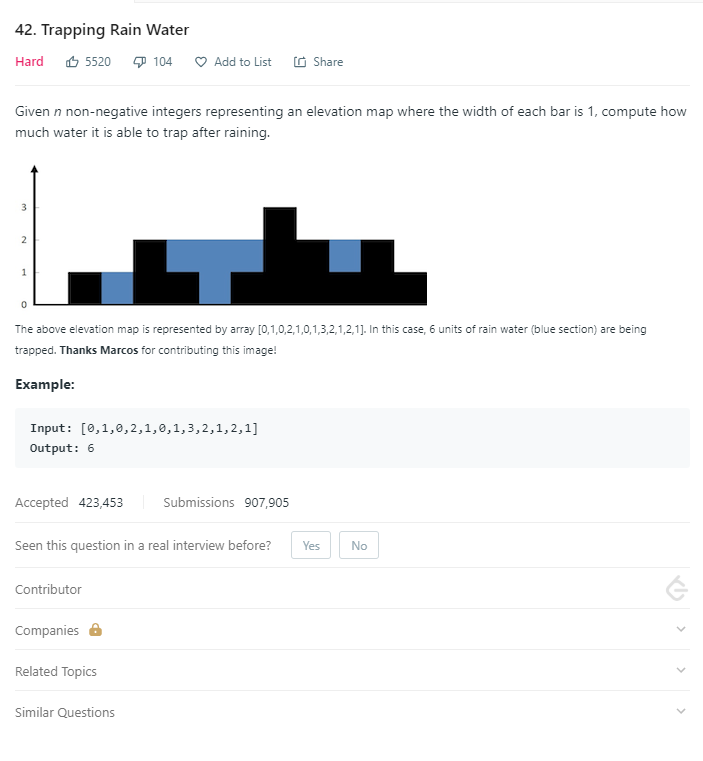 42. Trapping Rain Water
Hard 5520 104 Add to List Share
Given n non-negative integers representing an elevation map where the width of each bar is 1, compute how
much water it is able to trap after raining.
3
2
1
0
The above elevation map is represented by array [0,1,0,2,1,0,1,3,2,1,2,1]. In this case, 6 units of rain water (blue section) are being
trapped. Thanks Marcos for contributing this image!
Example:
Input: [0,1,0,2,1,0,1,3,2,1,2,1]
Output: 6
Accepted 423,453 Submissions 907,905
Seen this question in a real interview before? Yes No
Contributor
Companies
Related Topics
Similar Questions